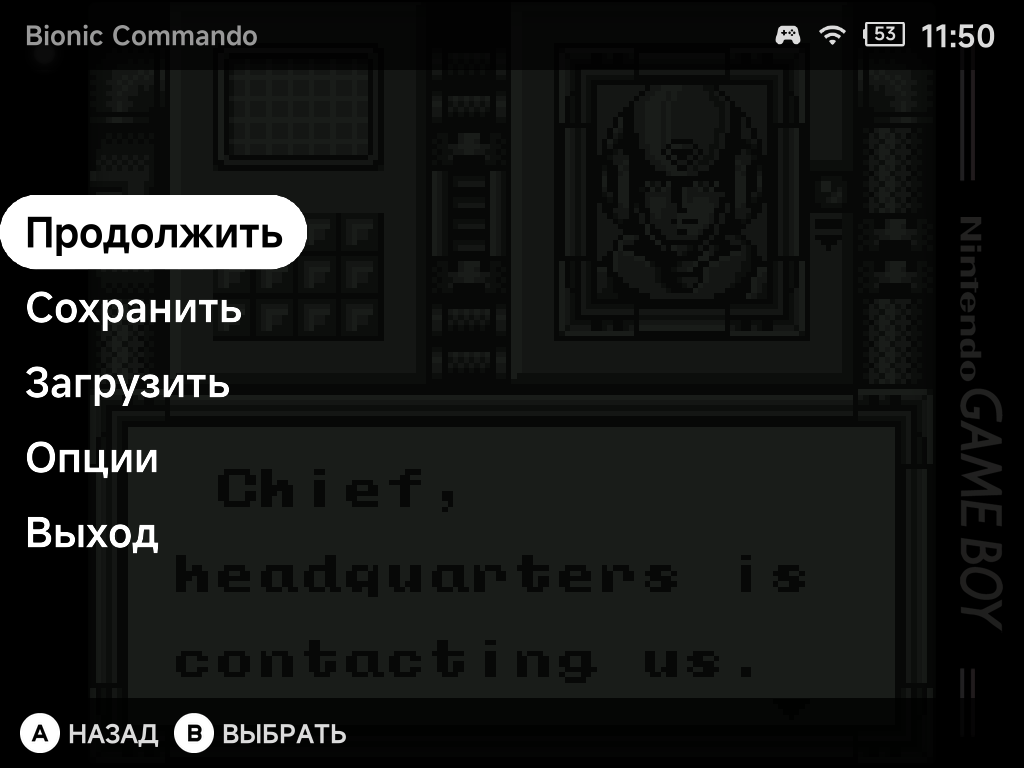 Bionic Commando
53
11:50
Продолжить
Сохранить
Загрузить
Опции
Выход
Chief,
headquarters is
contacting us.
Nintendo GAME BOY
A НАЗАД B ВЫБРАТЬ